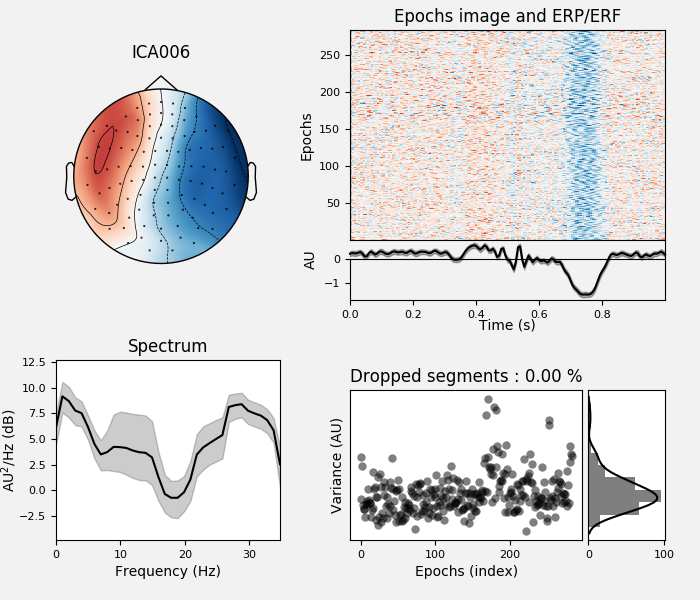 ICA006
Epochs image and ERP/ERF
Epochs
250
200
150
100
50
AU
0
−1
0.0 0.2 0.4 0.6 0.8
Time (s)
Spectrum
AU²/Hz (dB)
12.5
10.0
7.5
5.0
2.5
0.0
−2.5
0 10 20 30
Frequency (Hz)
Dropped segments : 0.00 %
Variance (AU)
0 100 200
Epochs (index)
0 100